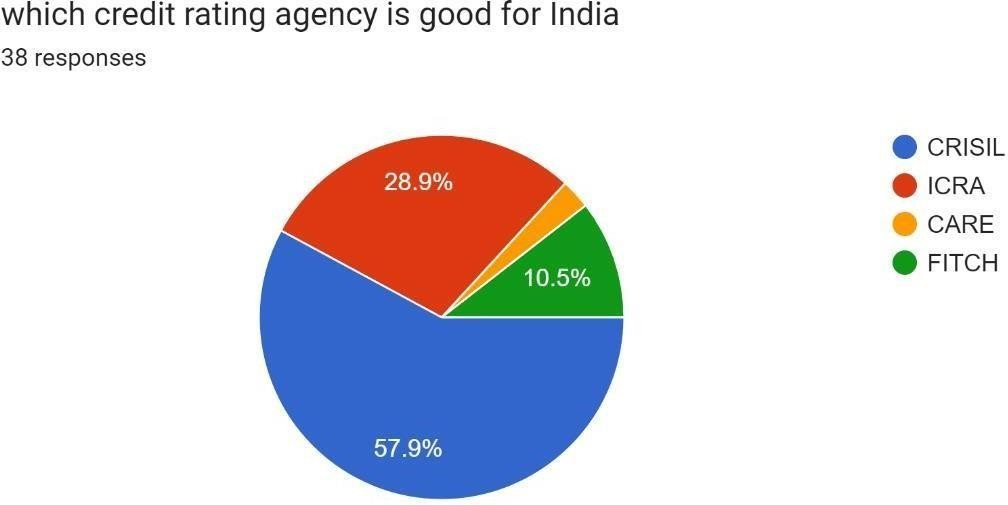 which credit rating agency is good for India
38 responses
28.9%
10.5%
57.9%
CRISIL
ICRA
CARE
FITCH